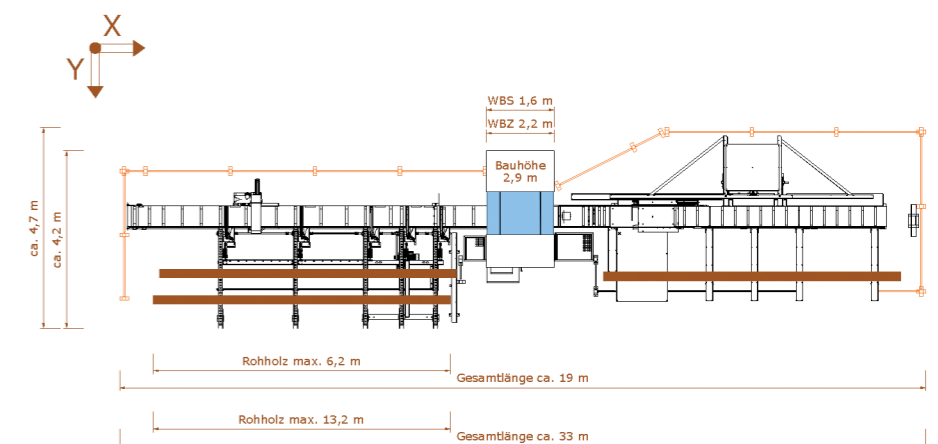 X
Y
WBS 1,6 m
WBZ 2,2 m
Bauhöhe
2,9 m
ca. 4,7 m
ca. 4,2 m
Rohholz max. 6,2 m
Gesamtlänge ca. 19 m
Rohholz max. 13,2 m
Gesamtlänge ca. 33 m